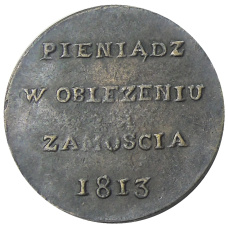 PIENIĄDZ
W OBLEZENIU
ZAMOSCIA
1813